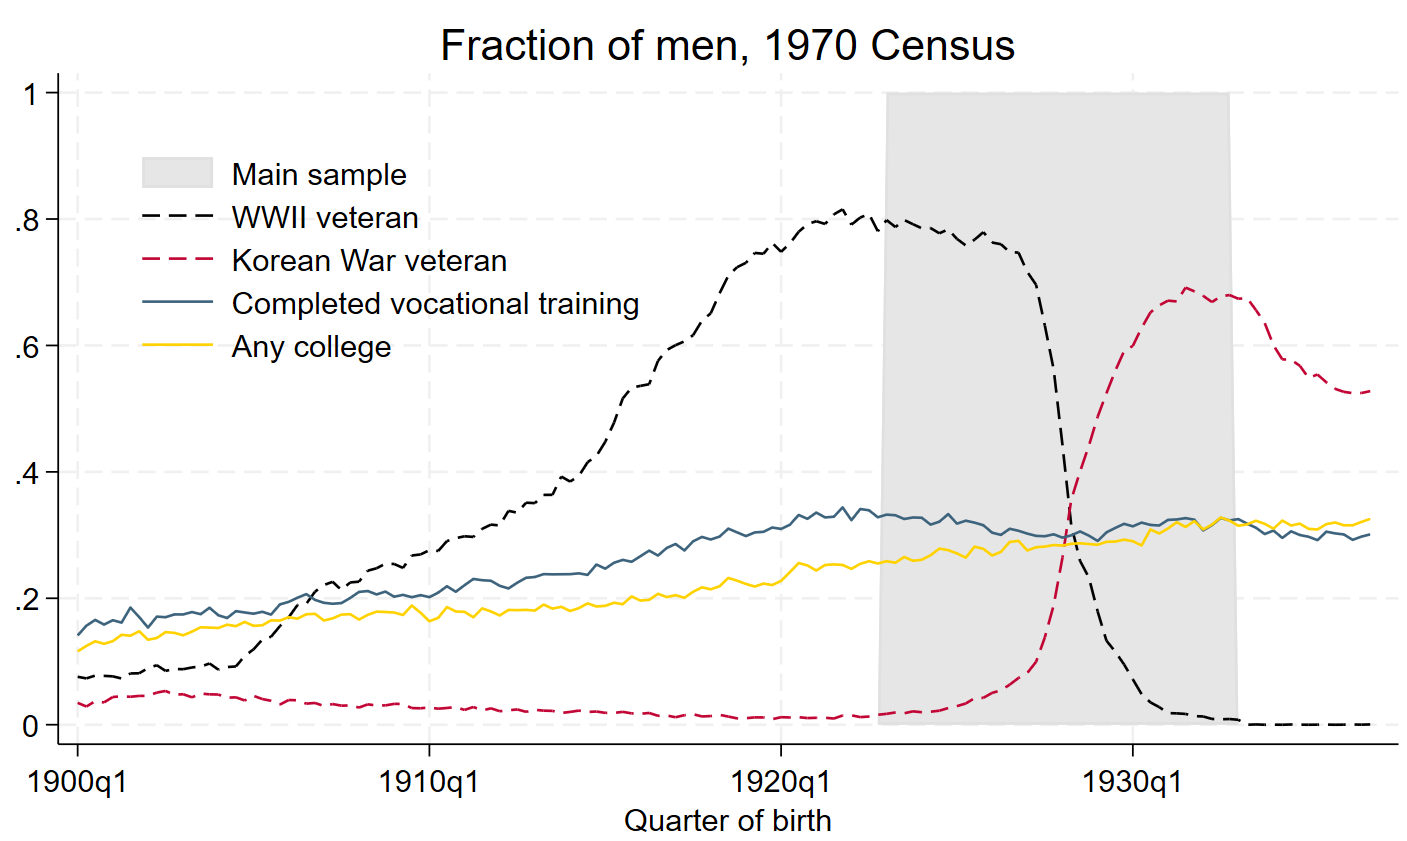 Fraction of men, 1970 Census
1
.8
.6
.4
.2
0
Main sample
WWII veteran
Korean War veteran
Completed vocational training
Any college
1900q1 1910q1 1920q1 1930q1
Quarter of birth